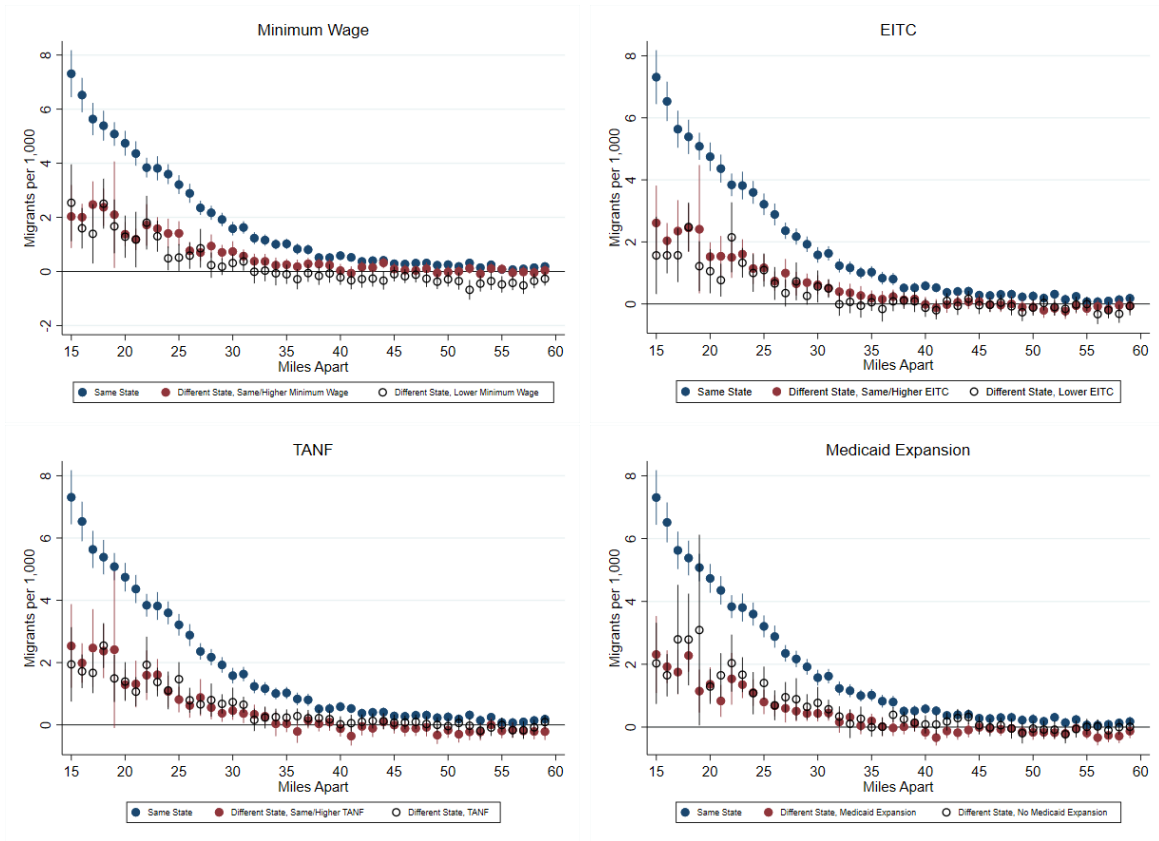 Minimum Wage
Migrants per 1,000
8
6
4
2
0
-2
15 20 25 30 35 40 45 50 55 60
Miles Apart
Same State Different State, Same/Higher Minimum Wage Different State, Lower Minimum Wage
EITC
Migrants per 1,000
8
6
4
2
0
15 20 25 30 35 40 45 50 55 60
Miles Apart
Same State Different State, Same/Higher EITC Different State, Lower EITC
TANF
Migrants per 1,000
8
6
4
2
0
15 20 25 30 35 40 45 50 55 60
Miles Apart
Same State Different State, Same/Higher TANF Different State, TANF
Medicaid Expansion
Migrants per 1,000
8
6
4
2
0
15 20 25 30 35 40 45 50 55 60
Miles Apart
Same State Different State, Medicaid Expansion Different State, No Medicaid Expansion